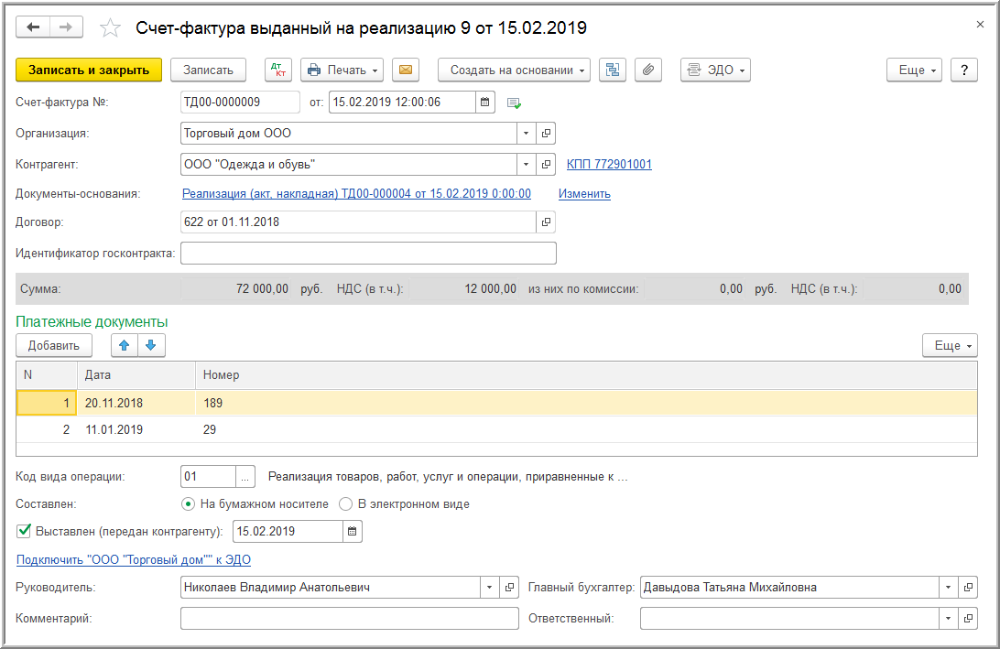 Счет-фактура выданный на реализацию 9 от 15.02.2019
Записать и закрыть Записать Дт Кт Печать Создать на основании ЭДО Еще ?
Счет-фактура №: ТД00-0000009 от: 15.02.2019 12:00:06
Организация: Торговый дом ООО
Контрагент: ООО "Одежда и обувь" КПП 772901001
Документы-основания: Реализация (акт, накладная) ТД00-000004 от 15.02.2019 0:00:00 Изменить
Договор: 622 от 01.11.2018
Идентификатор госконтракта:
Сумма: 72 000,00 руб. НДС (в т.ч.): 12 000,00 из них по комиссии: 0,00 руб. НДС (в т.ч.): 0,00
Платежные документы
Добавить Еще
N Дата Номер
1 20.11.2018 189
2 11.01.2019 29
Код вида операции: 01 ... Реализация товаров, работ, услуг и операции, приравненные к ...
Составлен: На бумажном носителе В электронном виде
Выставлен (передан контрагенту): 15.02.2019
Подключить "ООО "Торговый дом"" к ЭДО
Руководитель: Николаев Владимир Анатольевич Главный бухгалтер: Давыдова Татьяна Михайловна
Комментарий: Ответственный: